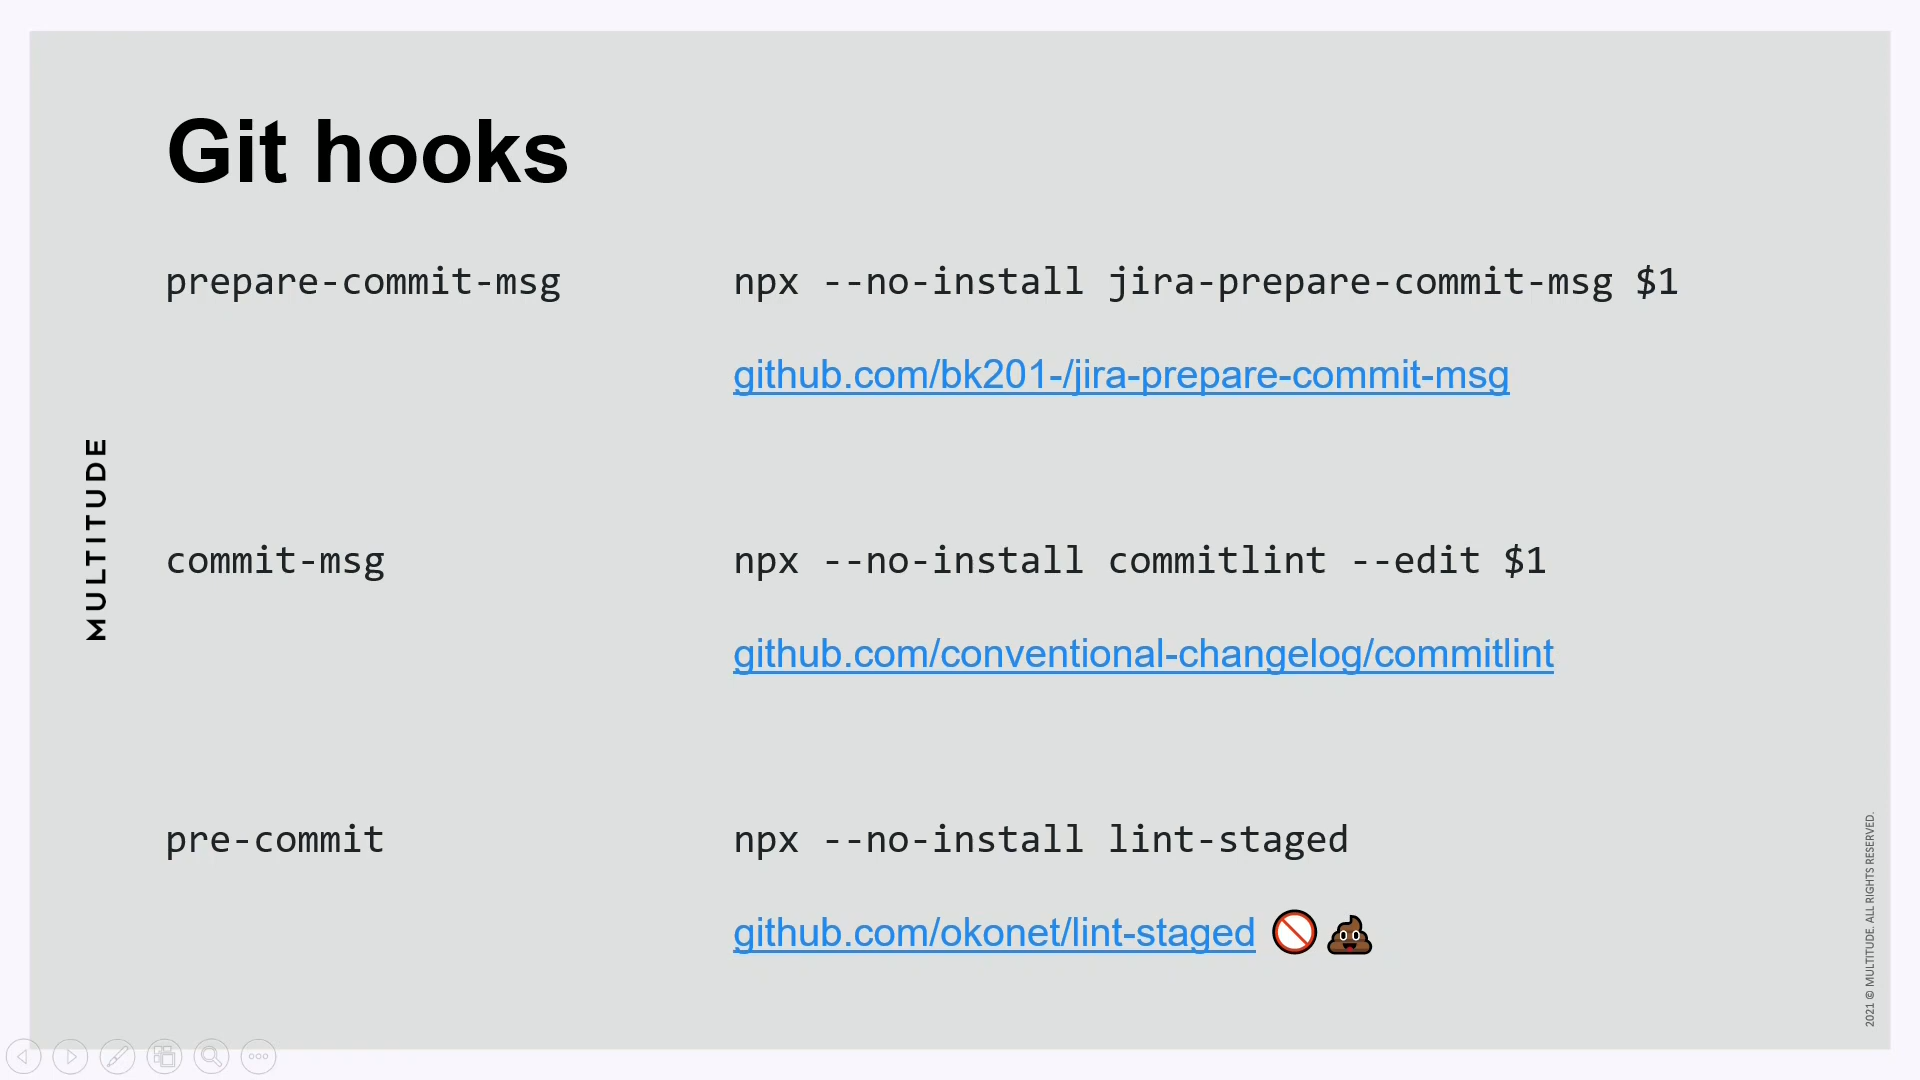 Git hooks
prepare-commit-msg
npx --no-install jira-prepare-commit-msg $1
github.com/bk201-/jira-prepare-commit-msg
commit-msg
npx --no-install commitlint --edit $1
github.com/conventional-changelog/commitlint
pre-commit
npx --no-install lint-staged
github.com/okonet/lint-staged 🚫 💩
MULTITUDE
2021 © MULTITUDE. ALL RIGHTS RESERVED.